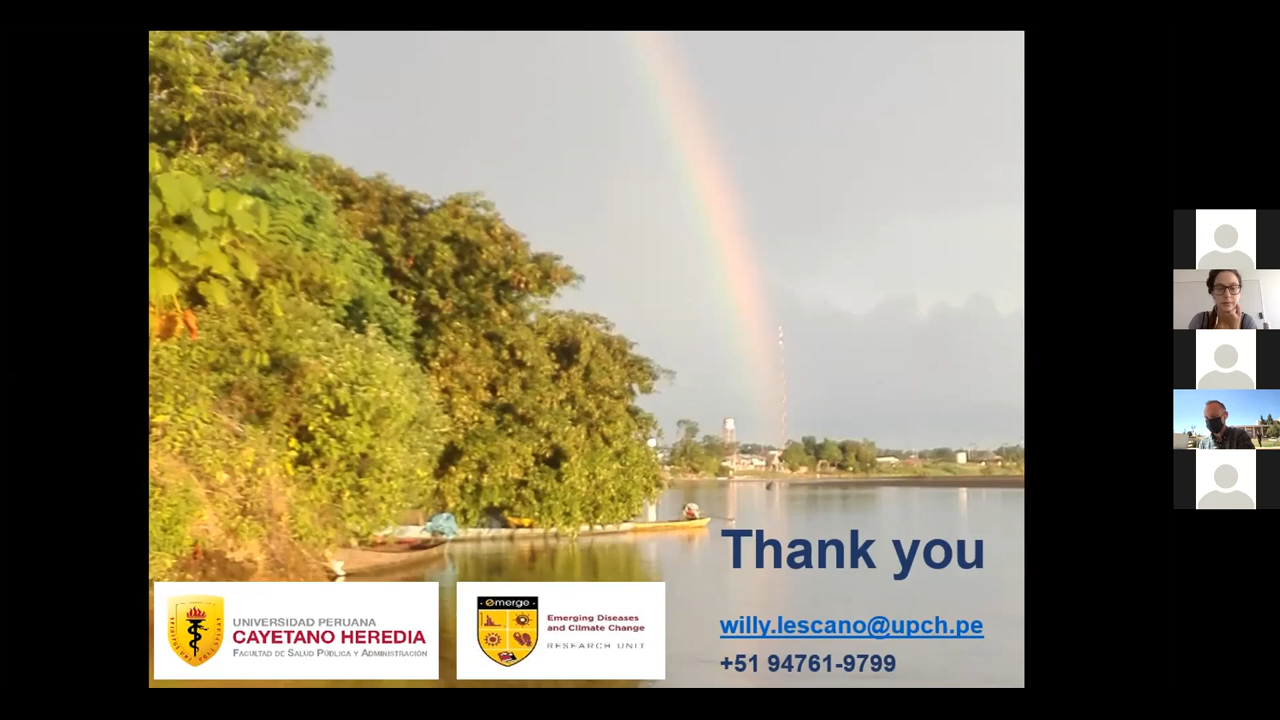 Thank you
willy.lescano@upch.pe
+51 94761-9799
UNIVERSIDAD PERUANA
CAYETANO HEREDIA
FACULTAD DE SALUD PÚBLICA Y ADMINISTRACIÓN
emerge
Emerging Diseases
and Climate Change
RESEARCH UNIT